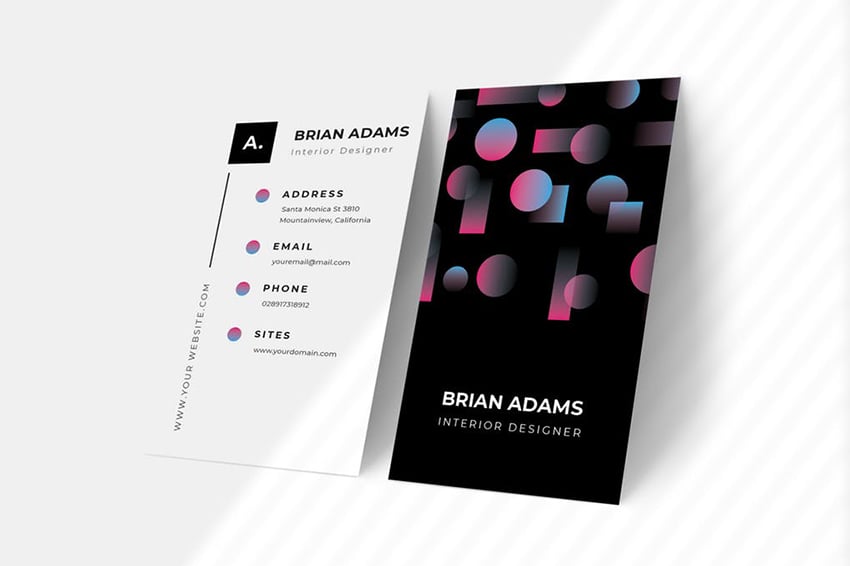 A.
BRIAN ADAMS
Interior Designer
ADDRESS
Santa Monica St 3810
Mountainview, California
EMAIL
youremail@mail.com
PHONE
028917318912
SITES
www.yourdomain.com
WWW.YOUR WEBSITE.COM
BRIAN ADAMS
INTERIOR DESIGNER